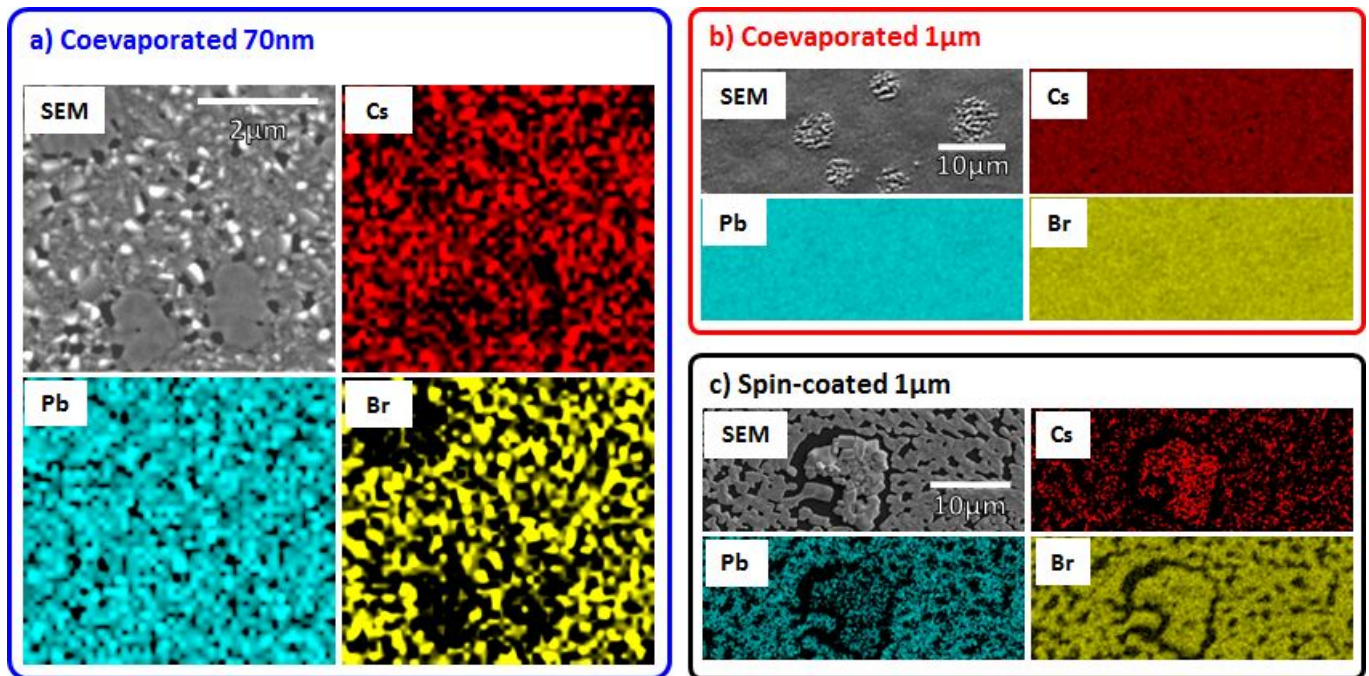 a) Coevaporated 70nm
SEM
2µm
Cs
Pb
Br
b) Coevaporated 1µm
SEM
10µm
Cs
Pb
Br
c) Spin-coated 1µm
SEM
10µm
Cs
Pb
Br